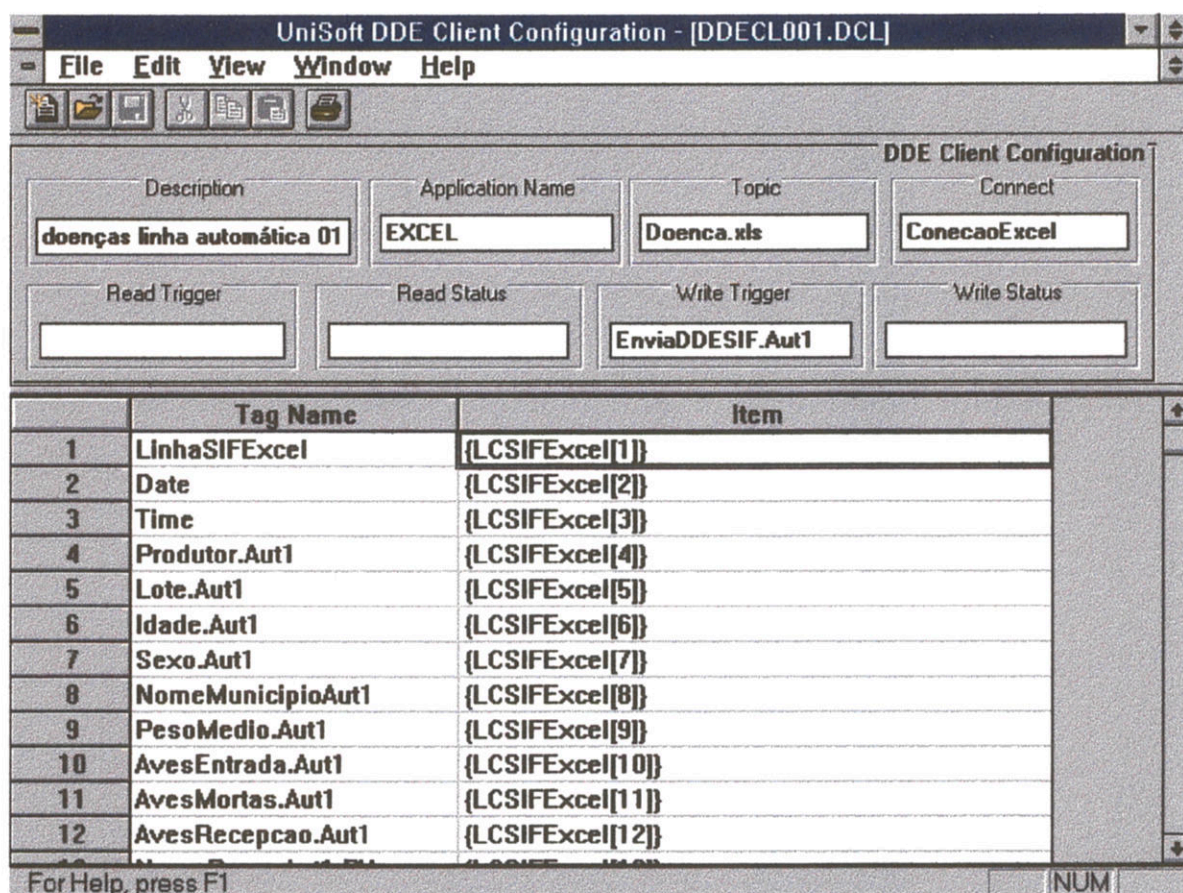 UniSoft DDE Client Configuration - [DDECL001.DCL]
File Edit View Window Help
DDE Client Configuration
Description Application Name Topic Connect
doenças linha automática 01 EXCEL Doenca.xls ConecaoExcel
Read Trigger Read Status Write Trigger Write Status
EnviaDDESIF.Aut1
Tag Name Item
1 LinhaSIFExcel {LCSIFExcel[1]}
2 Date {LCSIFExcel[2]}
3 Time {LCSIFExcel[3]}
4 Produtor.Aut1 {LCSIFExcel[4]}
5 Lote.Aut1 {LCSIFExcel[5]}
6 Idade.Aut1 {LCSIFExcel[6]}
7 Sexo.Aut1 {LCSIFExcel[7]}
8 NomeMunicipioAut1 {LCSIFExcel[8]}
9 PesoMedio.Aut1 {LCSIFExcel[9]}
10 AvesEntrada.Aut1 {LCSIFExcel[10]}
11 AvesMortas.Aut1 {LCSIFExcel[11]}
12 AvesRecepcao.Aut1 {LCSIFExcel[12]}
For Help, press F1 NUM